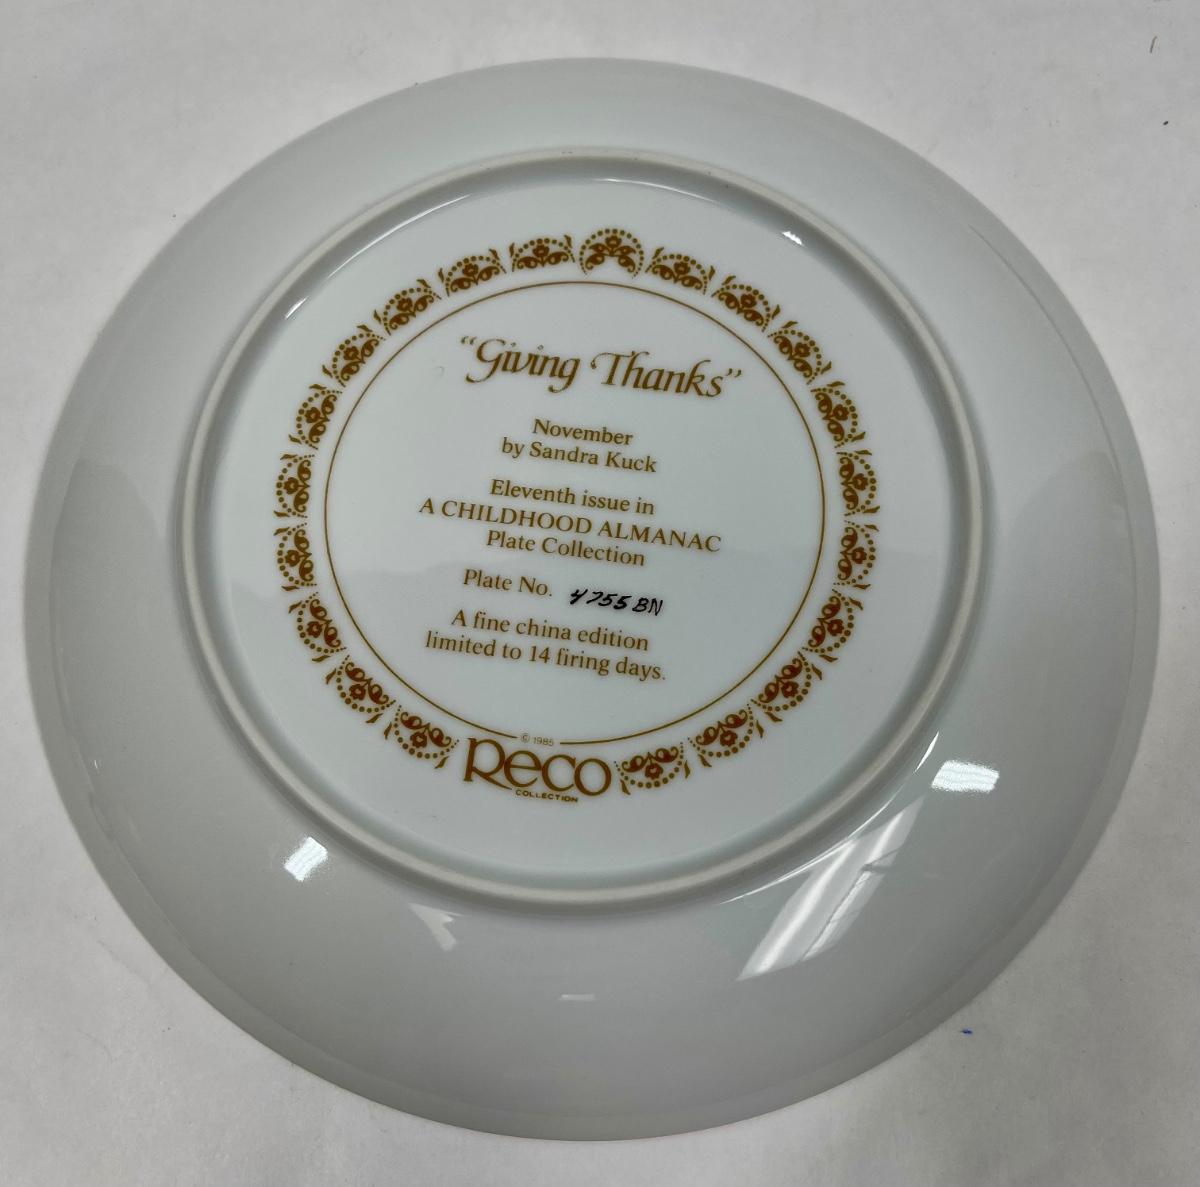 “Giving Thanks”
November
by Sandra Kuck
Eleventh issue in
A CHILDHOOD ALMANAC
Plate Collection
Plate No. 4755 BN
A fine china edition
limited to 14 firing days.
© 1985
Reco
COLLECTION